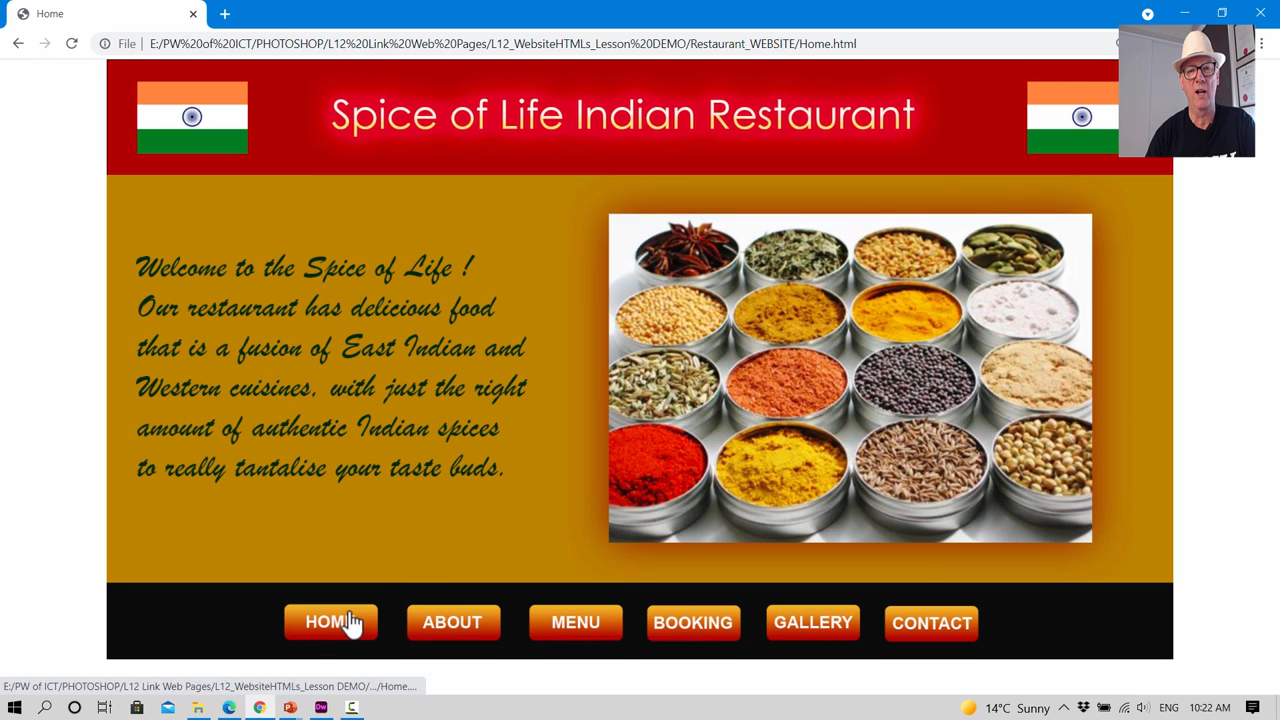 Home
File
E:/PW%20of%20ICT/PHOTOSHOP/L12%20Link%20Web%20Pages/L12_WebsiteHTMLs_Lesson%20DEMO/Restaurant_WEBSITE/Home.html
Spice of Life Indian Restaurant
Welcome to the Spice of Life !
Our restaurant has delicious food
that is a fusion of East Indian and
Western cuisines, with just the right
amount of authentic Indian spices
to really tantalise your taste buds.
HOME ABOUT MENU BOOKING GALLERY CONTACT
E:/PW of ICT/PHOTOSHOP/L12 Link Web Pages/L12_WebsiteHTMLs_Lesson DEMO/.../Home....
14°C Sunny ENG 10:22 AM